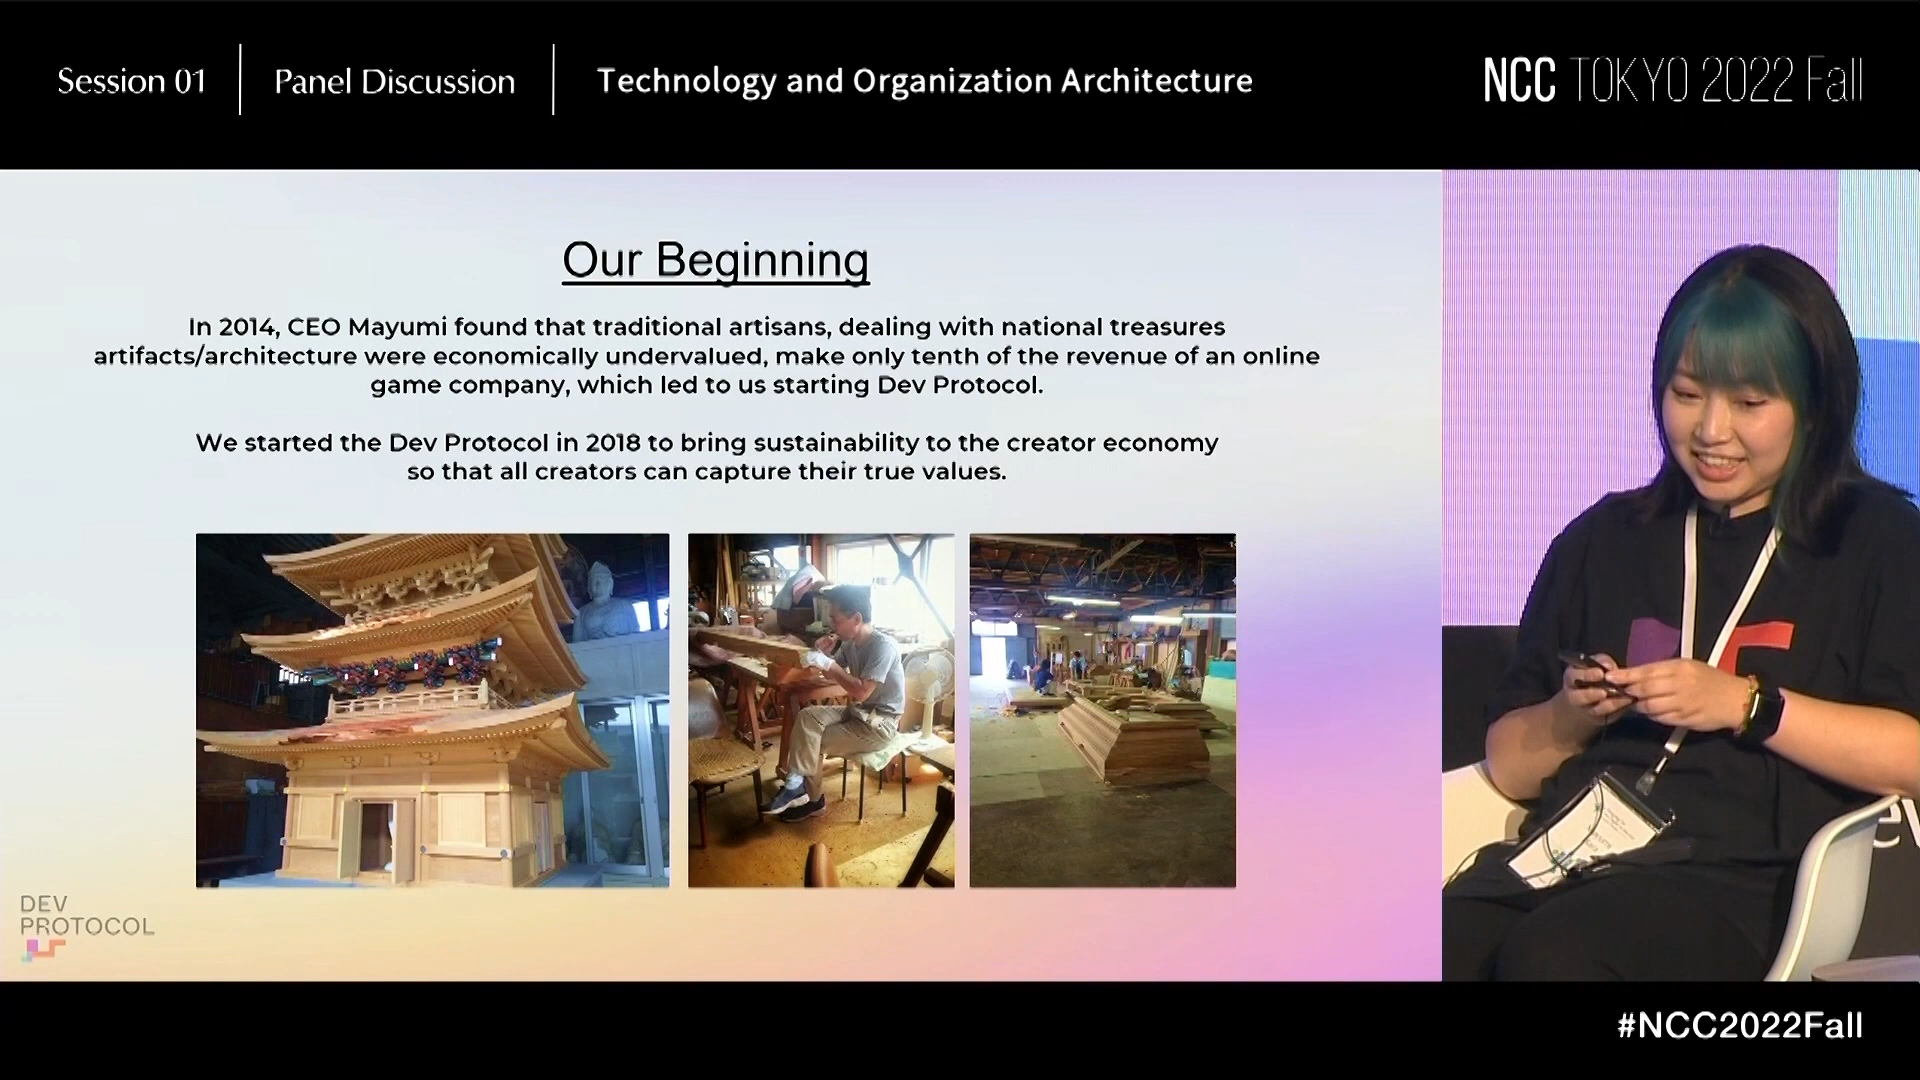 Session 01
Panel Discussion
Technology and Organization Architecture
NCC TOKYO 2022 Fall
Our Beginning
In 2014, CEO Mayumi found that traditional artisans, dealing with national treasures
artifacts/architecture were economically undervalued, make only tenth of the revenue of an online
game company, which led to us starting Dev Protocol.
We started the Dev Protocol in 2018 to bring sustainability to the creator economy
so that all creators can capture their true values.
DEV
PROTOCOL
#NCC2022Fall